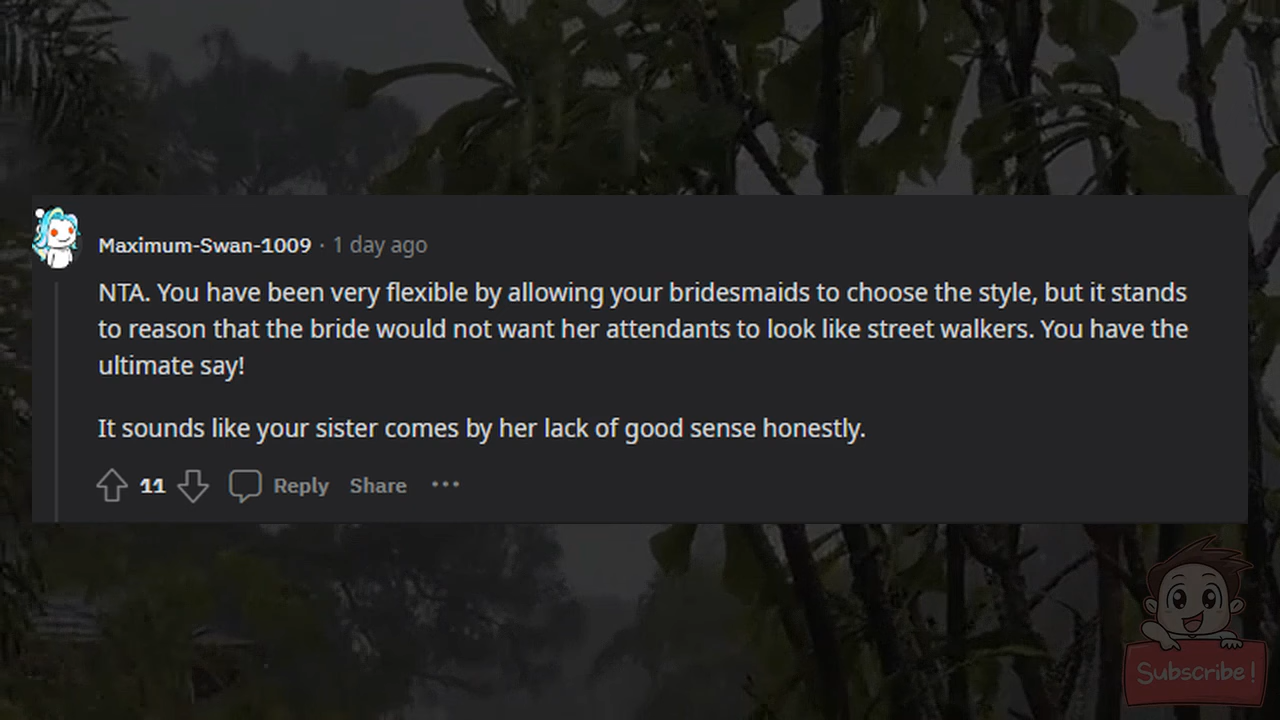 Maximum-Swan-1009 · 1 day ago
NTA. You have been very flexible by allowing your bridesmaids to choose the style, but it stands
to reason that the bride would not want her attendants to look like street walkers. You have the
ultimate say!
It sounds like your sister comes by her lack of good sense honestly.
11 Reply Share ···
Subscribe!